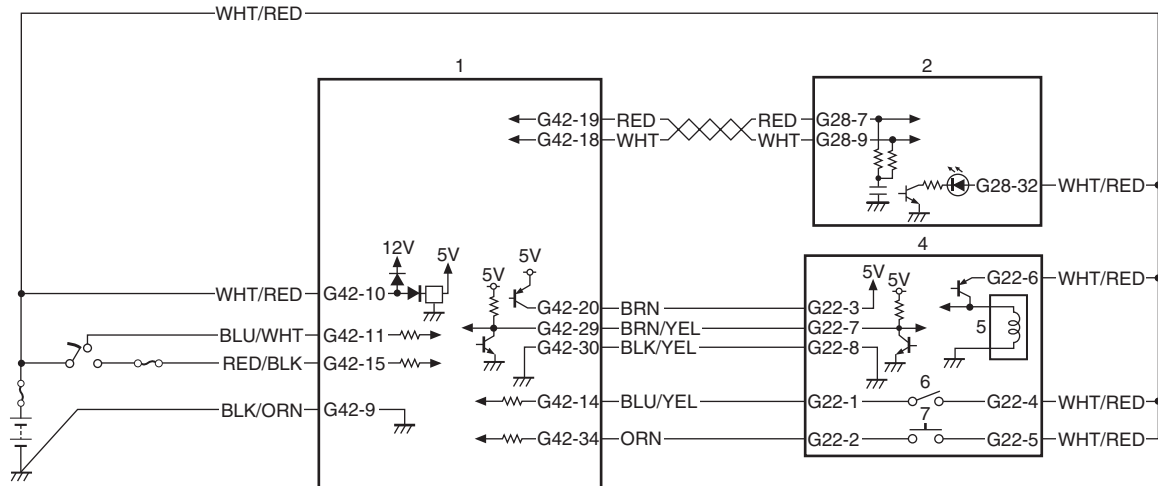 WHT/RED
1
2
G42-19 RED RED G28-7
G42-18 WHT WHT G28-9
G28-32 WHT/RED
4
12V 5V
5V 5V
5V 5V
G22-6 WHT/RED
WHT/RED G42-10
G42-20 BRN G22-3
BLU/WHT G42-11
G42-29 BRN/YEL G22-7
5
G42-30 BLK/YEL G22-8
RED/BLK G42-15
6
BLK/ORN G42-9
G42-14 BLU/YEL G22-1 G22-4 WHT/RED
7
G42-34 ORN G22-2 G22-5 WHT/RED